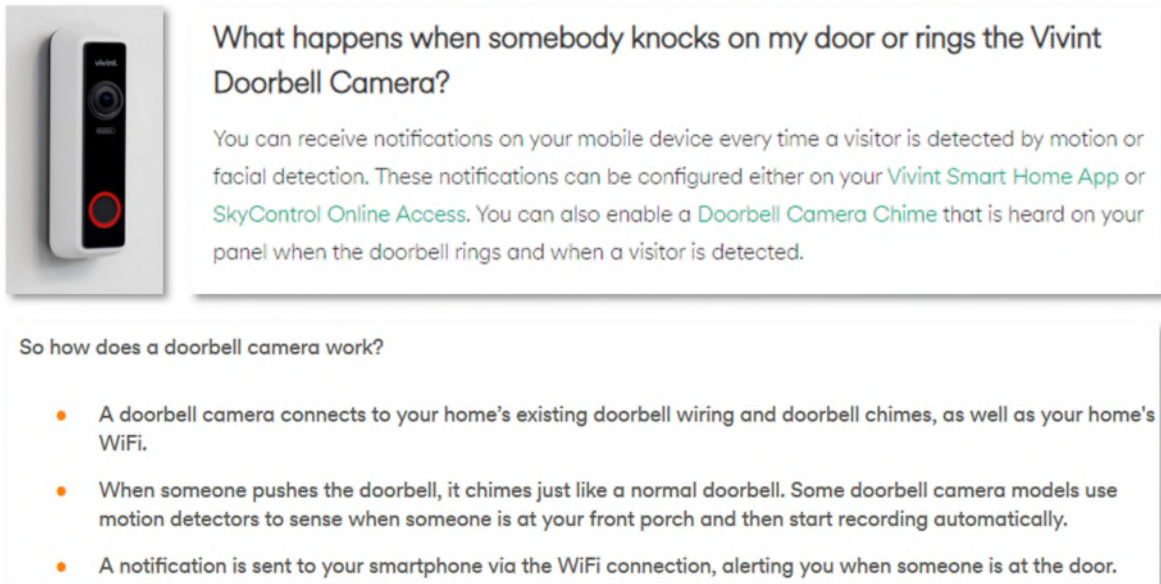 vivint.
What happens when somebody knocks on my door or rings the Vivint
Doorbell Camera?
You can receive notifications on your mobile device every time a visitor is detected by motion or
facial detection. These notifications can be configured either on your Vivint Smart Home App or
SkyControl Online Access. You can also enable a Doorbell Camera Chime that is heard on your
panel when the doorbell rings and when a visitor is detected.
So how does a doorbell camera work?
• A doorbell camera connects to your home's existing doorbell wiring and doorbell chimes, as well as your home's
WiFi.
• When someone pushes the doorbell, it chimes just like a normal doorbell. Some doorbell camera models use
motion detectors to sense when someone is at your front porch and then start recording automatically.
• A notification is sent to your smartphone via the WiFi connection, alerting you when someone is at the door.